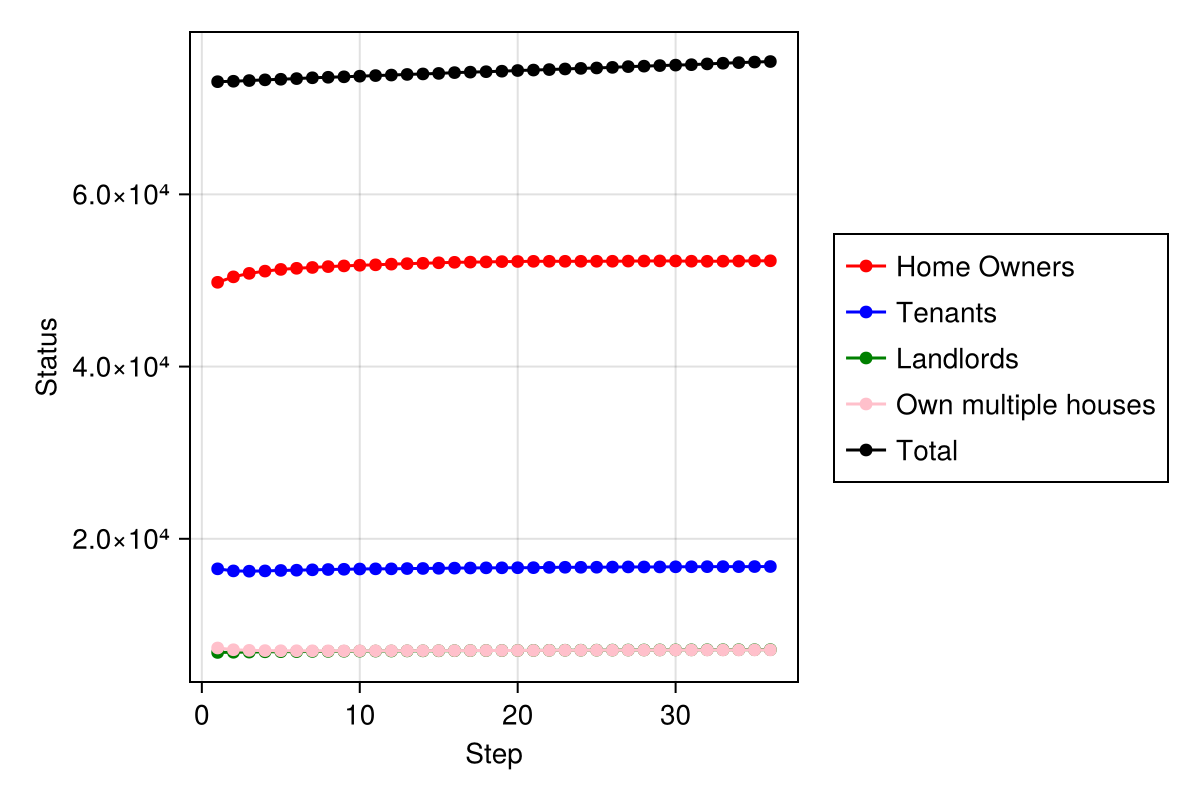 6.0×10⁴
4.0×10⁴
2.0×10⁴
Status
0 10 20 30
Step
Home Owners
Tenants
Landlords
Own multiple houses
Total